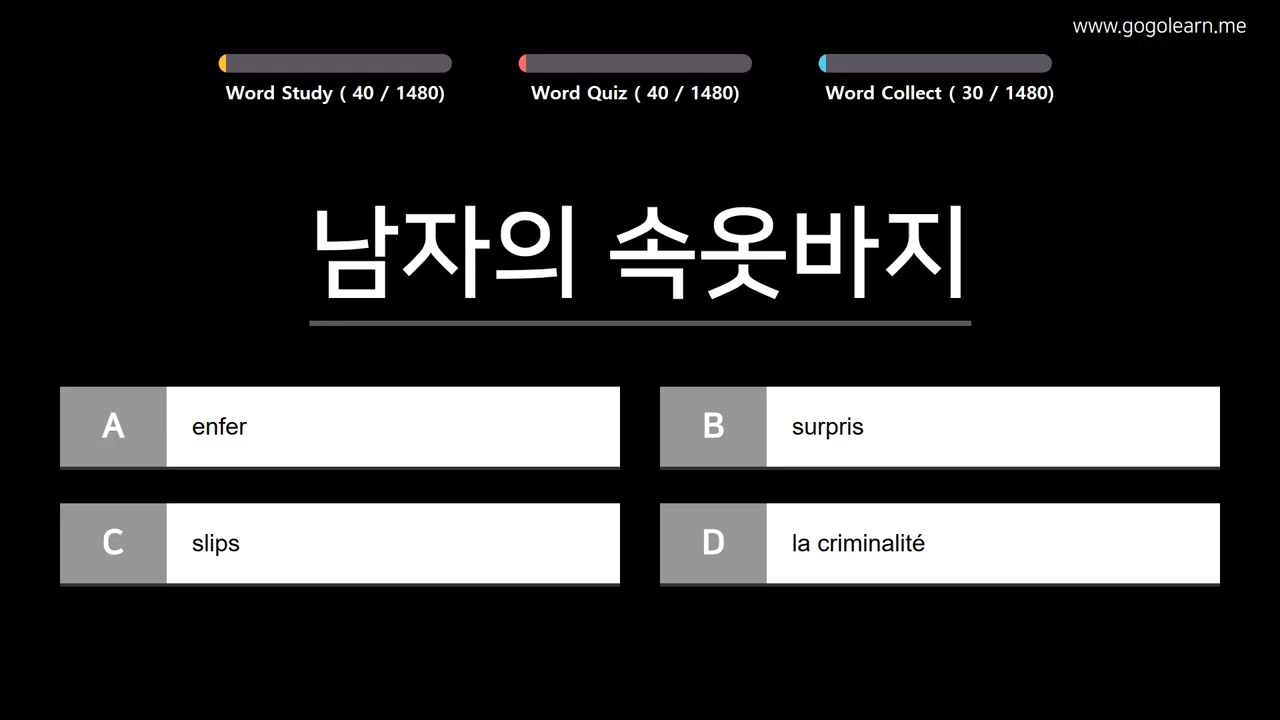 www.gogolearn.me
Word Study ( 40 / 1480)
Word Quiz ( 40 / 1480)
Word Collect ( 30 / 1480)
남자의 속옷바지
A
enfer
B
surpris
C
slips
D
la criminalité